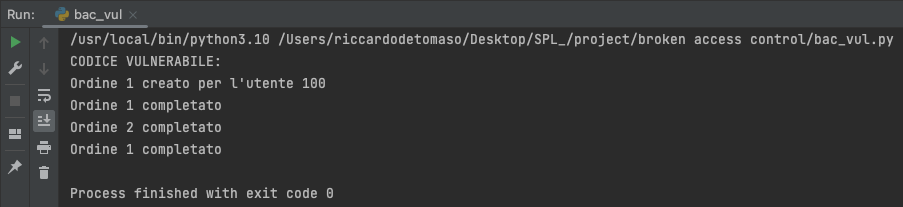 Run: bac_vul
/usr/local/bin/python3.10 /Users/riccardodetomaso/Desktop/SPL_/project/broken access control/bac_vul.py
CODICE VULNERABILE:
Ordine 1 creato per l'utente 100
Ordine 1 completato
Ordine 2 completato
Ordine 1 completato
Process finished with exit code 0